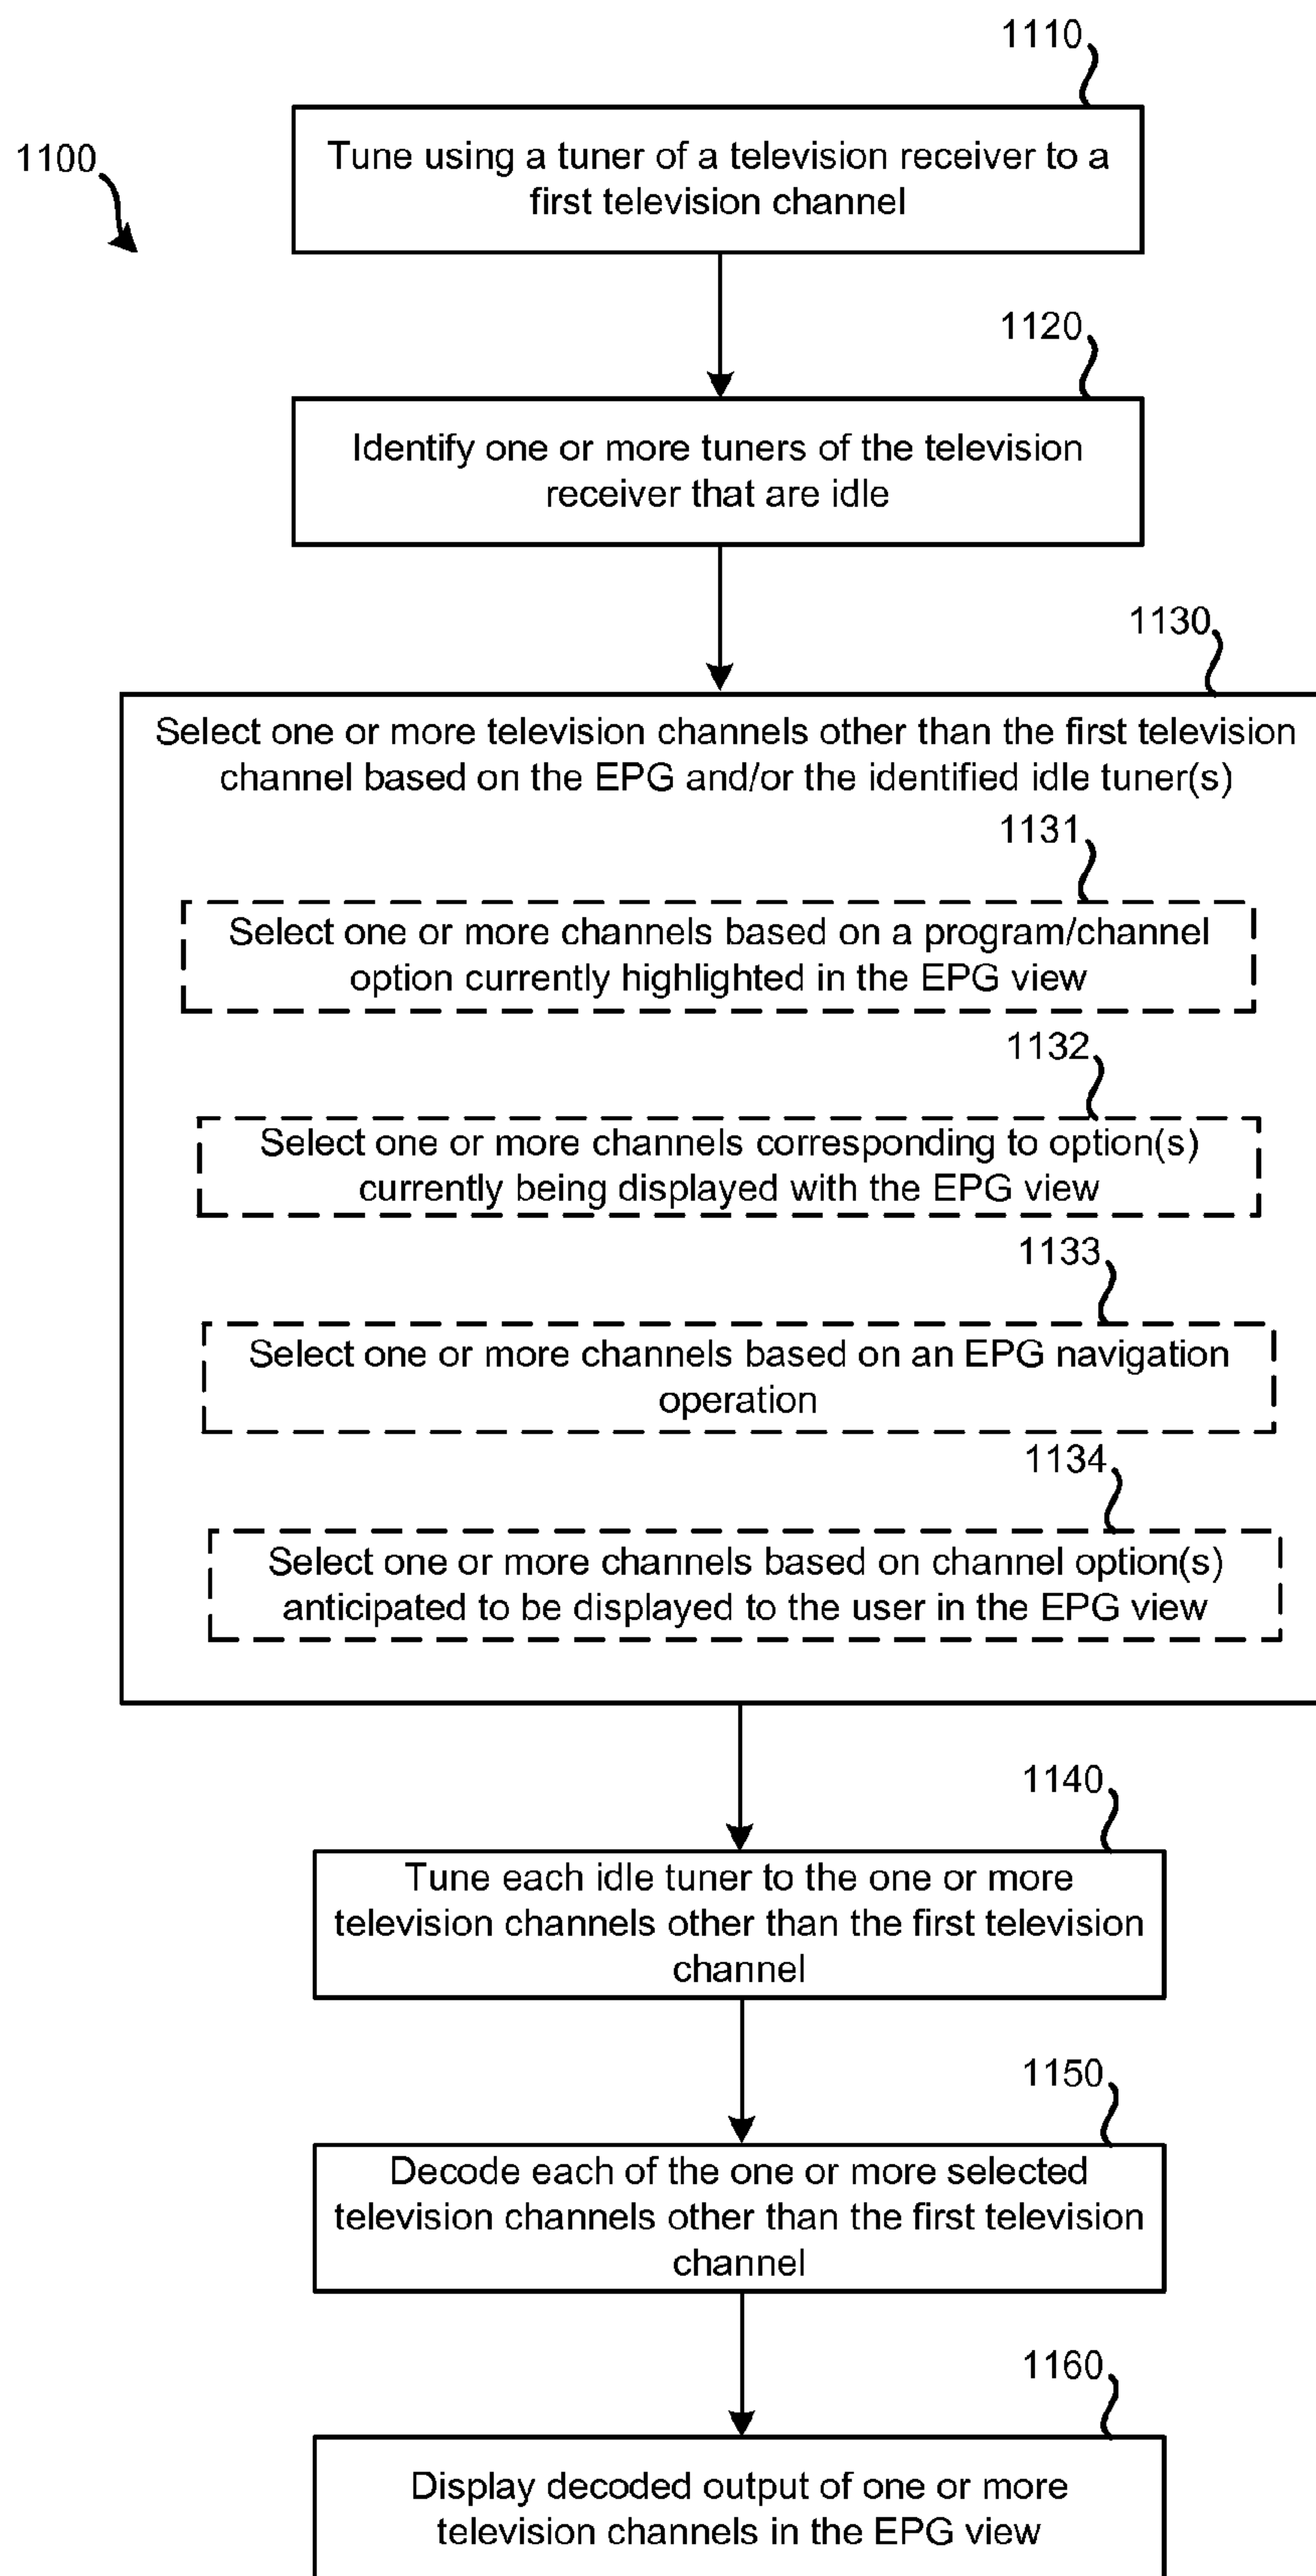 1110
1100
Tune using a tuner of a television receiver to a
first television channel
1120
Identify one or more tuners of the television
receiver that are idle
1130
Select one or more television channels other than the first television
channel based on the EPG and/or the identified idle tuner(s)
1131
Select one or more channels based on a program/channel
option currently highlighted in the EPG view
1132
Select one or more channels corresponding to option(s)
currently being displayed with the EPG view
1133
Select one or more channels based on an EPG navigation
operation
1134
Select one or more channels based on channel option(s)
anticipated to be displayed to the user in the EPG view
1140
Tune each idle tuner to the one or more
television channels other than the first television
channel
1150
Decode each of the one or more selected
television channels other than the first television
channel
1160
Display decoded output of one or more
television channels in the EPG view